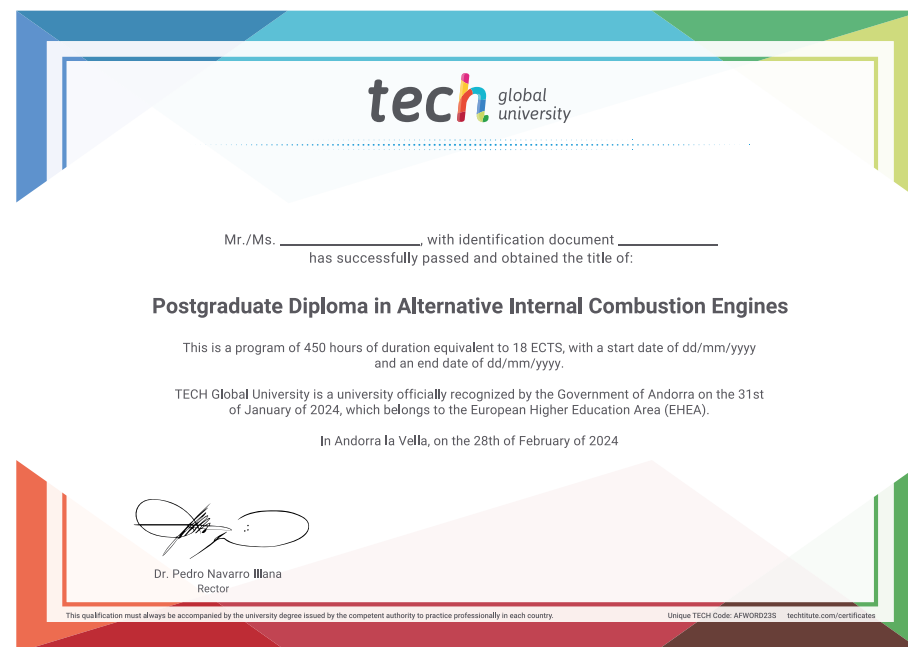 tech global university
Mr./Ms. ____________________, with identification document ______________
has successfully passed and obtained the title of:
Postgraduate Diploma in Alternative Internal Combustion Engines
This is a program of 450 hours of duration equivalent to 18 ECTS, with a start date of dd/mm/yyyy
and an end date of dd/mm/yyyy.
TECH Global University is a university officially recognized by the Government of Andorra on the 31st
of January of 2024, which belongs to the European Higher Education Area (EHEA).
In Andorra la Vella, on the 28th of February of 2024
Dr. Pedro Navarro Illana
Rector
This qualification must always be accompanied by the university degree issued by the competent authority to practice professionally in each country.
Unique TECH Code: AFWORD23S techtitute.com/certificates